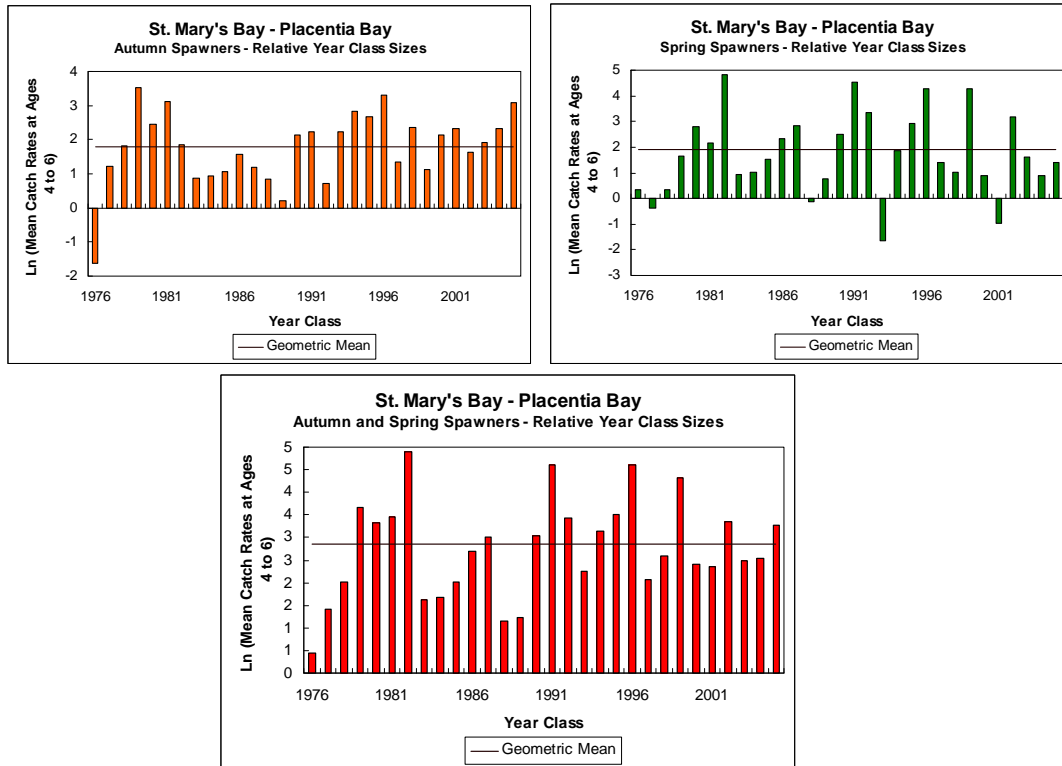 St. Mary's Bay - Placentia Bay
Autumn Spawners - Relative Year Class Sizes
Ln (Mean Catch Rates at Ages
4 to 6)
4
3
2
1
0
-1
-2
1976 1981 1986 1991 1996 2001
Year Class
Geometric Mean
St. Mary's Bay - Placentia Bay
Spring Spawners - Relative Year Class Sizes
Ln (Mean Catch Rates at Ages
4 to 6)
5
4
3
2
1
0
-1
-2
-3
1976 1981 1986 1991 1996 2001
Year Class
Geometric Mean
St. Mary's Bay - Placentia Bay
Autumn and Spring Spawners - Relative Year Class Sizes
Ln (Mean Catch Rates at Ages
4 to 6)
5
5
4
4
3
3
2
2
1
1
0
1976 1981 1986 1991 1996 2001
Year Class
Geometric Mean